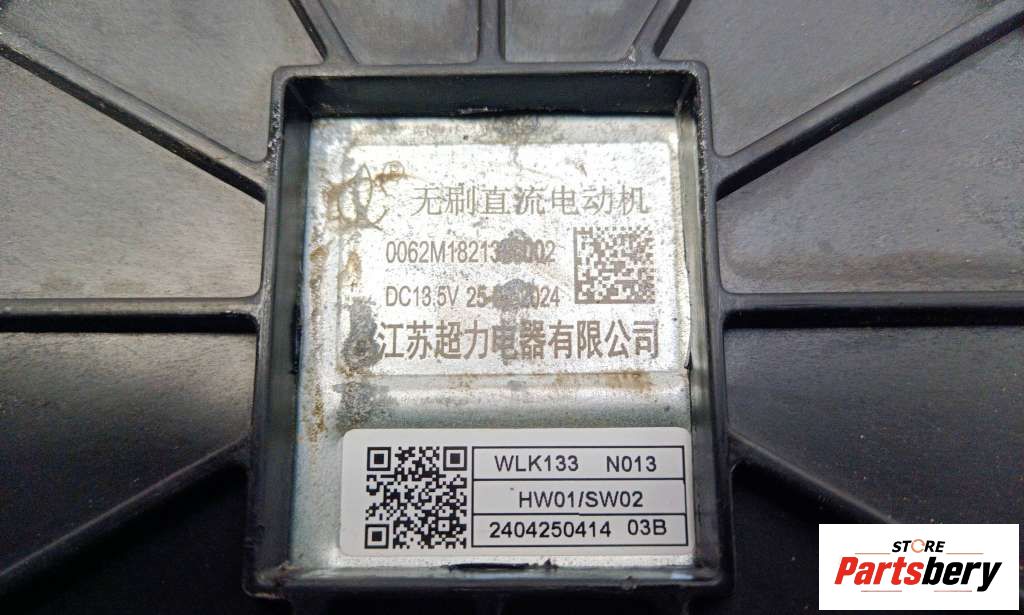 无刷直流电动机
DC13.5V 2024
江苏超力电器有限公司
WLK133 N013
HW01/SW02
2404250414 03B
STORE
Partsbery